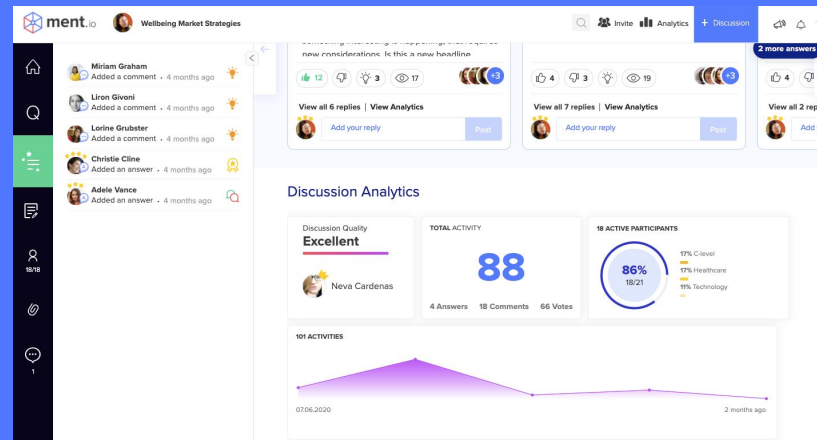 ment.io
Wellbeing Market Strategies
Invite
Analytics
+ Discussion
Miriam Graham
Added a comment • 4 months ago
Liron Givoni
Added a comment • 4 months ago
Lorine Grubster
Added a comment • 4 months ago
Christie Cline
Added an answer • 4 months ago
Adele Vance
Added an answer • 4 months ago
18/18
1
new considerations. Is this a new headline
12
3
17
+3
View all 6 replies | View Analytics
Add your reply
Post
4
3
19
+3
View all 7 replies | View Analytics
Add your reply
Post
2 more answers
4
View all 2
Discussion Analytics
Discussion Quality
Excellent
Neva Cardenas
TOTAL ACTIVITY
88
4 Answers 18 Comments 66 Votes
18 ACTIVE PARTICIPANTS
86%
18/21
17% C-level
17% Healthcare
11% Technology
101 ACTIVITIES
07.06.2020
2 months ago